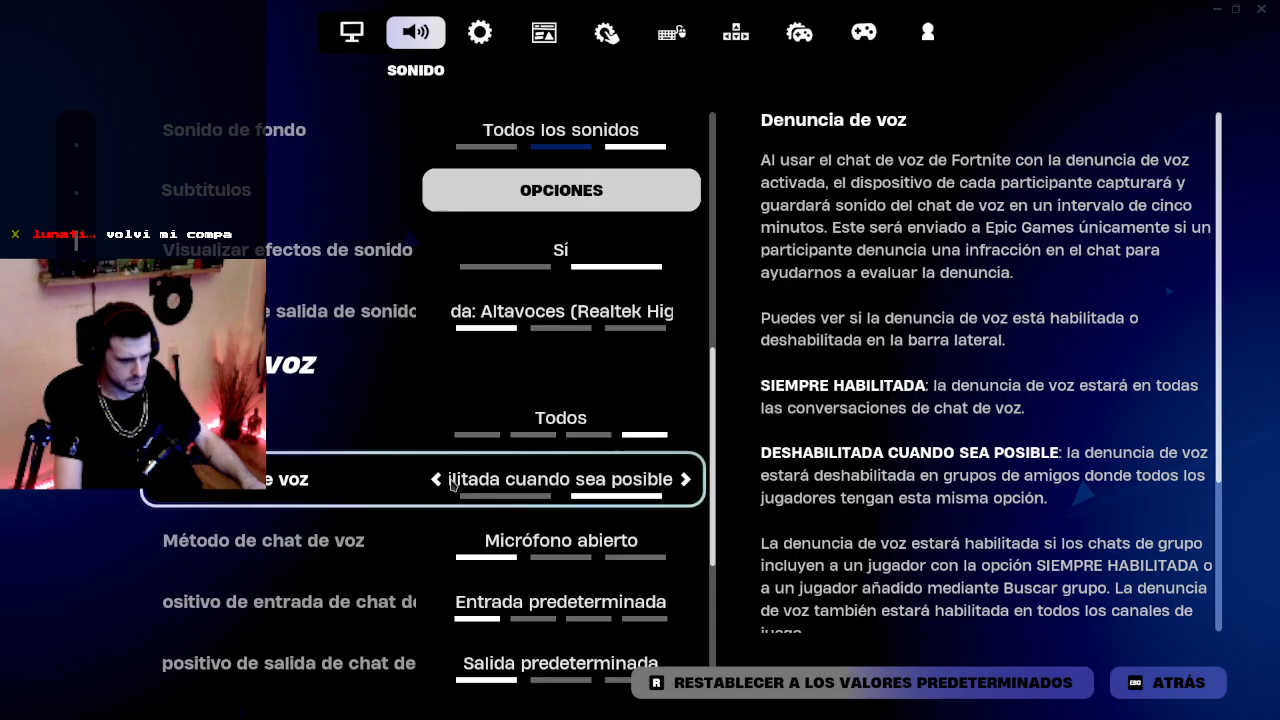 SONIDO
Sonido de fondo
Todos los sonidos
Subtítulos
OPCIONES
X lunati... volvi mi compa
Visualizar efectos de sonido
Sí
salida de sonido
da: Altavoces (Realtek Hig
voz
Todos
voz
ilitada cuando sea posible
Método de chat de voz
Micrófono abierto
ositivo de entrada de chat de
Entrada predeterminada
positivo de salida de chat de
Salida predeterminada
Denuncia de voz
Al usar el chat de voz de Fortnite con la denuncia de voz
activada, el dispositivo de cada participante capturará y
guardará sonido del chat de voz en un intervalo de cinco
minutos. Este será enviado a Epic Games únicamente si un
participante denuncia una infracción en el chat para
ayudarnos a evaluar la denuncia.
Puedes ver si la denuncia de voz está habilitada o
deshabilitada en la barra lateral.
SIEMPRE HABILITADA: la denuncia de voz estará en todas
las conversaciones de chat de voz.
DESHABILITADA CUANDO SEA POSIBLE: la denuncia de voz
estará deshabilitada en grupos de amigos donde todos los
jugadores tengan esta misma opción.
La denuncia de voz estará habilitada si los chats de grupo
incluyen a un jugador con la opción SIEMPRE HABILITADA o
a un jugador añadido mediante Buscar grupo. La denuncia
de voz también estará habilitada en todos los canales de
juego.
R RESTABLECER A LOS VALORES PREDETERMINADOS
ESC ATRÁS